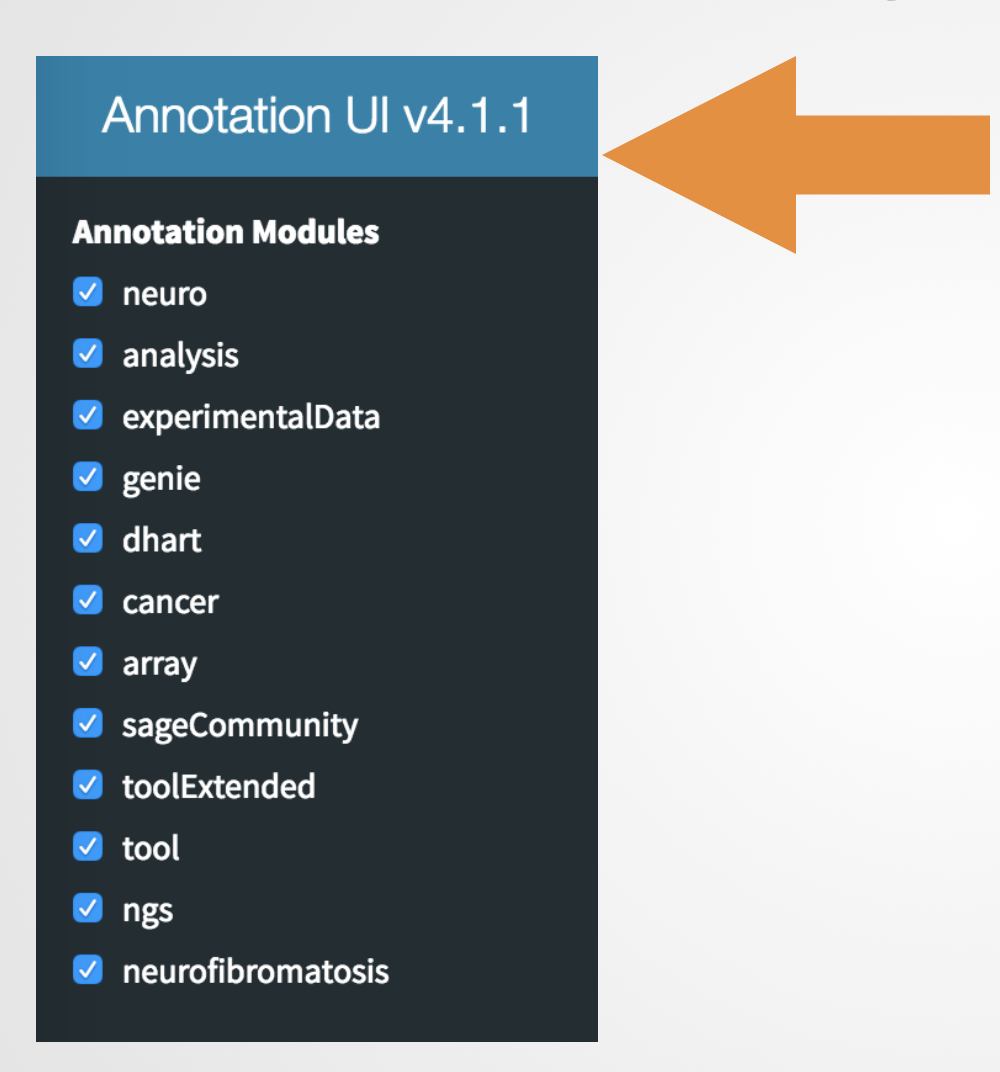 Annotation UI v4.1.1
Annotation Modules
neuro
analysis
experimentalData
genie
dhart
cancer
array
sageCommunity
toolExtended
tool
ngs
neurofibromatosis